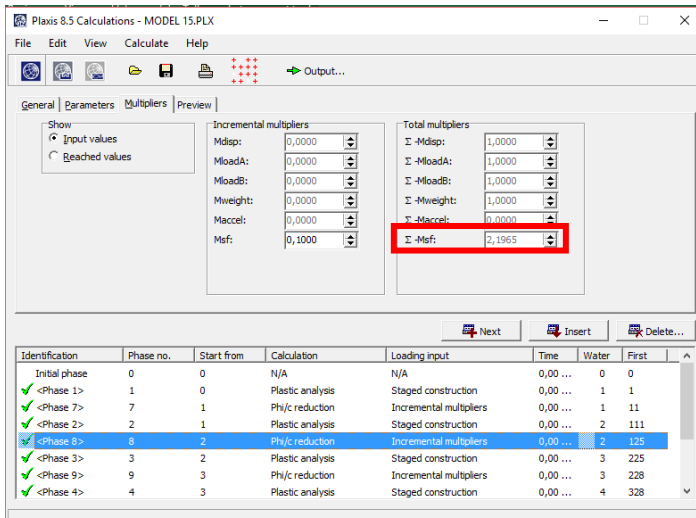 Plaxis 8.5 Calculations - MODEL 15.PLX
File Edit View Calculate Help
Output...
General Parameters Multipliers Preview
Show
Input values
Reached values
Incremental multipliers
Mdisp: 0,0000
MloadA: 0,0000
MloadB: 0,0000
Mweight: 0,0000
Maccel: 0,0000
Msf: 0,1000
Total multipliers
Σ -Mdisp: 1,0000
Σ -MloadA: 1,0000
Σ -MloadB: 1,0000
Σ -Mweight: 1,0000
Σ -Maccel: 0,0000
Σ -Msf: 2,1965
Next Insert Delete...
Identification Phase no. Start from Calculation Loading input Time Water First
Initial phase 0 0 N/A N/A 0,00 ... 0 0
<Phase 1> 1 0 Plastic analysis Staged construction 0,00 ... 1 1
<Phase 7> 7 1 Phi/c reduction Incremental multipliers 0,00 ... 1 11
<Phase 2> 2 1 Plastic analysis Staged construction 0,00 ... 2 111
<Phase 8> 8 2 Phi/c reduction Incremental multipliers 0,00 ... 2 125
<Phase 3> 3 2 Plastic analysis Staged construction 0,00 ... 3 225
<Phase 9> 9 3 Phi/c reduction Incremental multipliers 0,00 ... 3 228
<Phase 4> 4 3 Plastic analysis Staged construction 0,00 ... 4 328